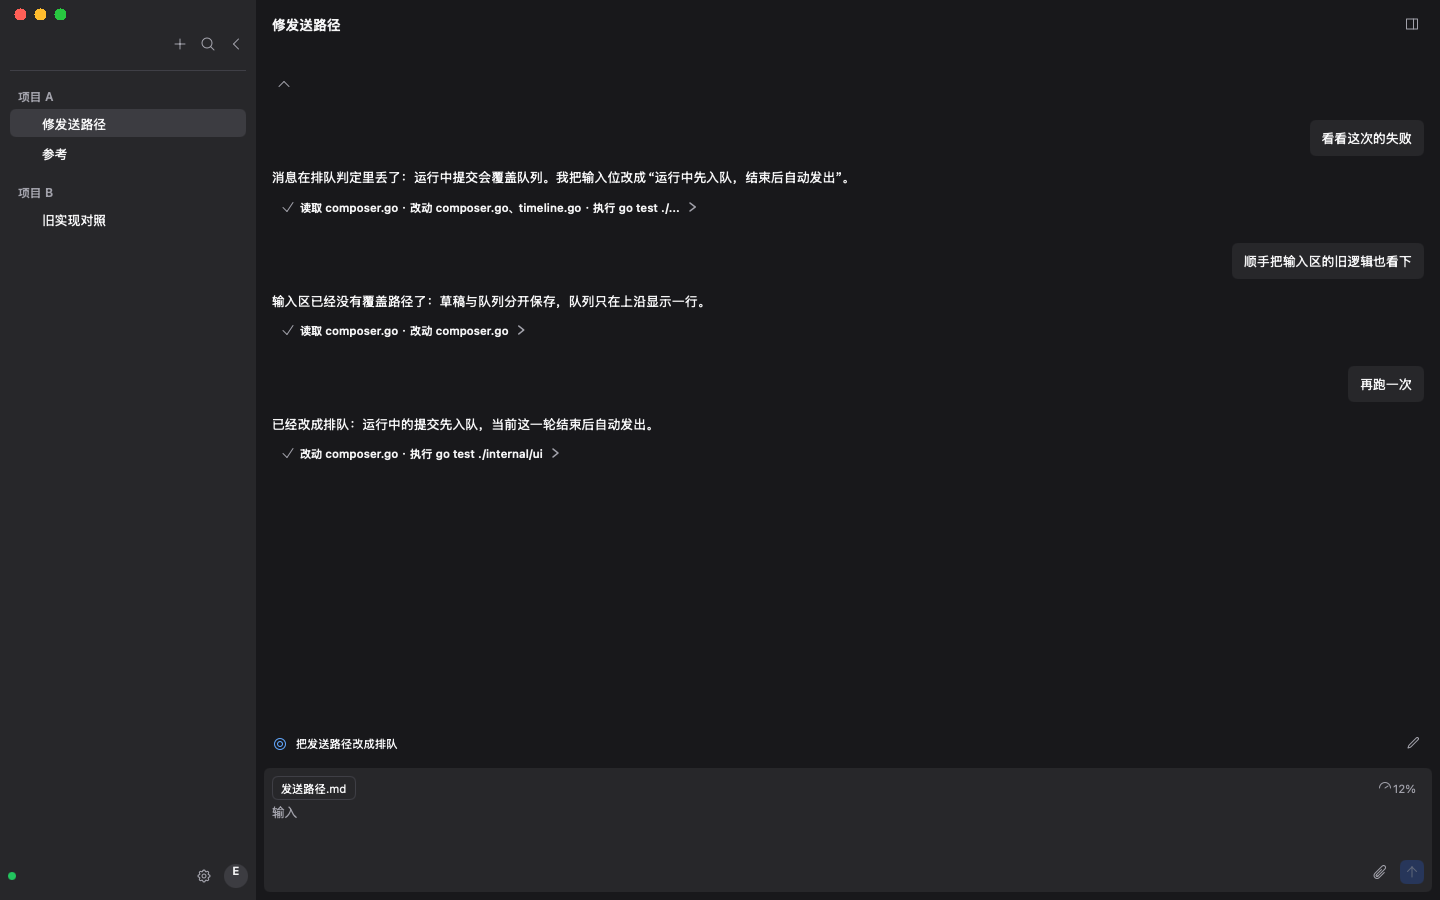 修发送路径
项目 A
修发送路径
参考
项目 B
旧实现对照
看看这次的失败
消息在排队判定里丢了：运行中提交会覆盖队列。我把输入位改成 “运行中先入队，结束后自动发出”。
读取 composer.go · 改动 composer.go、timeline.go · 执行 go test ./...
顺手把输入区的旧逻辑也看下
输入区已经没有覆盖路径了：草稿与队列分开保存，队列只在上沿显示一行。
读取 composer.go · 改动 composer.go
再跑一次
已经改成排队：运行中的提交先入队，当前这一轮结束后自动发出。
改动 composer.go · 执行 go test ./internal/ui
把发送路径改成排队
发送路径.md
12%
输入
E